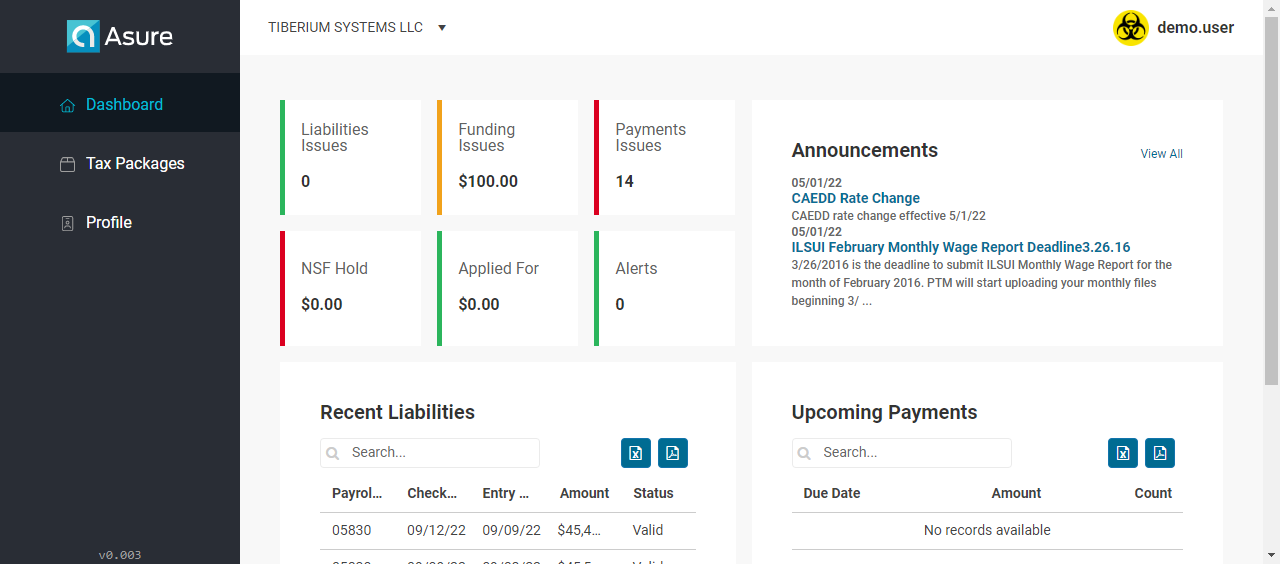 Asure
TIBERIUM SYSTEMS LLC
demo.user
Dashboard
Tax Packages
Profile
v0.003
Liabilities
Issues
0
Funding
Issues
$100.00
Payments
Issues
14
NSF Hold
$0.00
Applied For
$0.00
Alerts
0
Announcements
View All
05/01/22
CAEDD Rate Change
CAEDD rate change effective 5/1/22
05/01/22
ILSUI February Monthly Wage Report Deadline3.26.16
3/26/2016 is the deadline to submit ILSUI Monthly Wage Report for the
month of February 2016. PTM will start uploading your monthly files
beginning 3/ ...
Recent Liabilities
Search...
Payrol... Check... Entry ... Amount Status
05830 09/12/22 09/09/22 $45,4... Valid
Upcoming Payments
Search...
Due Date Amount Count
No records available